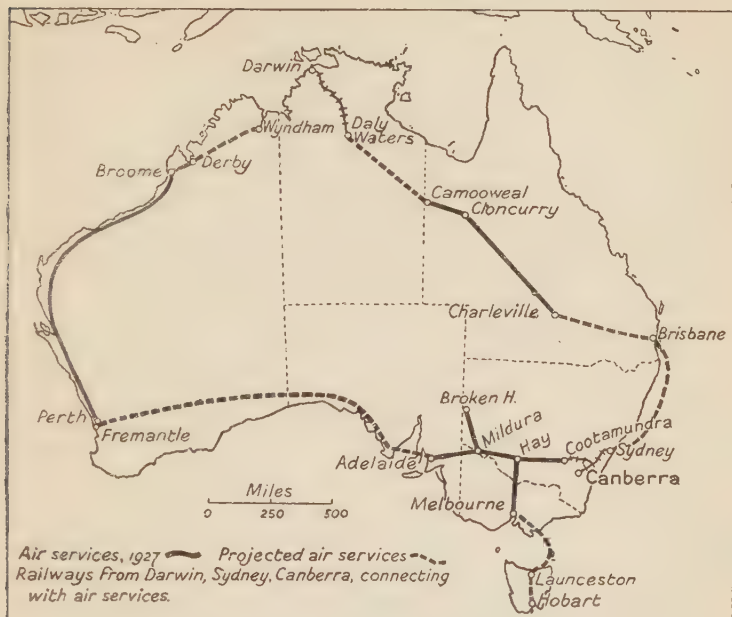 Darwin
Wyndham
Daly
Waters
Derby
Broome
Camooweal
Cloncurry
Charleville
Brisbane
Broken H.
Mildura
Hay
Cootamundra
Sydney
Canberra
Perth
Fremantle
Adelaide
Melbourne
Miles
0 250 500
Air services, 1927 Projected air services
Railways from Darwin, Sydney, Canberra, connecting
with air services.
Launceston
Hobart